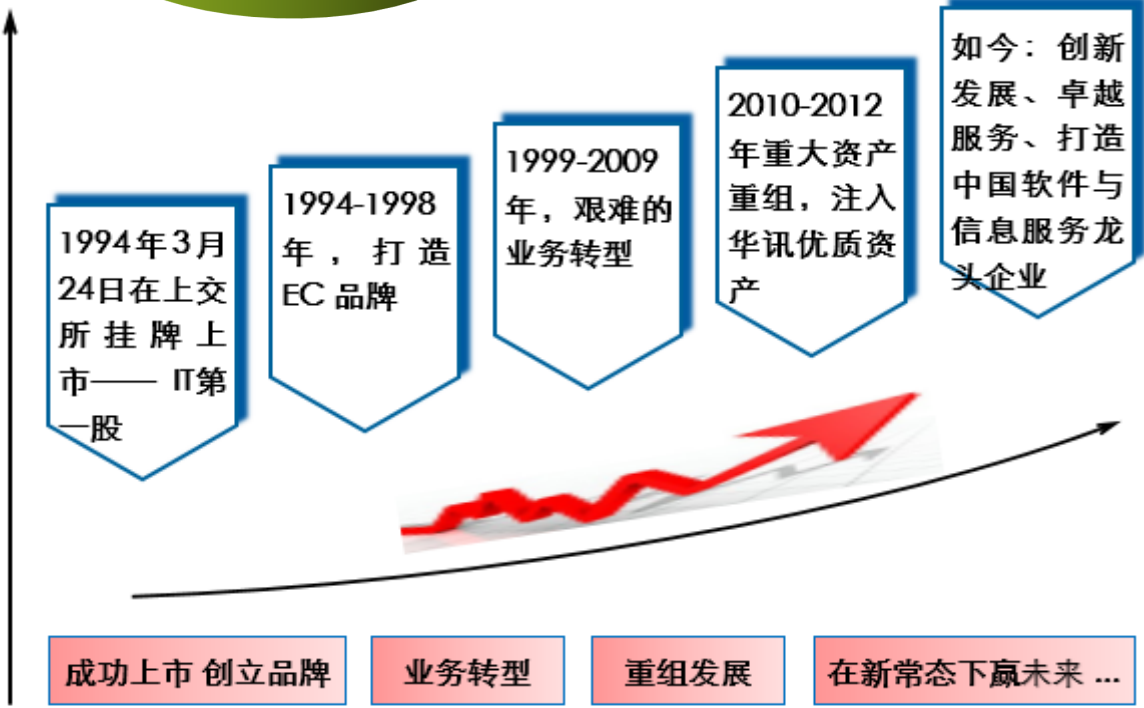 1994年3月
24日在上交
所挂牌上
市—— IT第
一股
1994-1998
年，打造
EC 品牌
1999-2009
年，艰难的
业务转型
2010-2012
年重大资产
重组，注入
华讯优质资
产
如今：创新
发展、卓越
服务、打造
中国软件与
信息服务龙
头企业
成功上市 创立品牌
业务转型
重组发展
在新常态下赢未来 ...